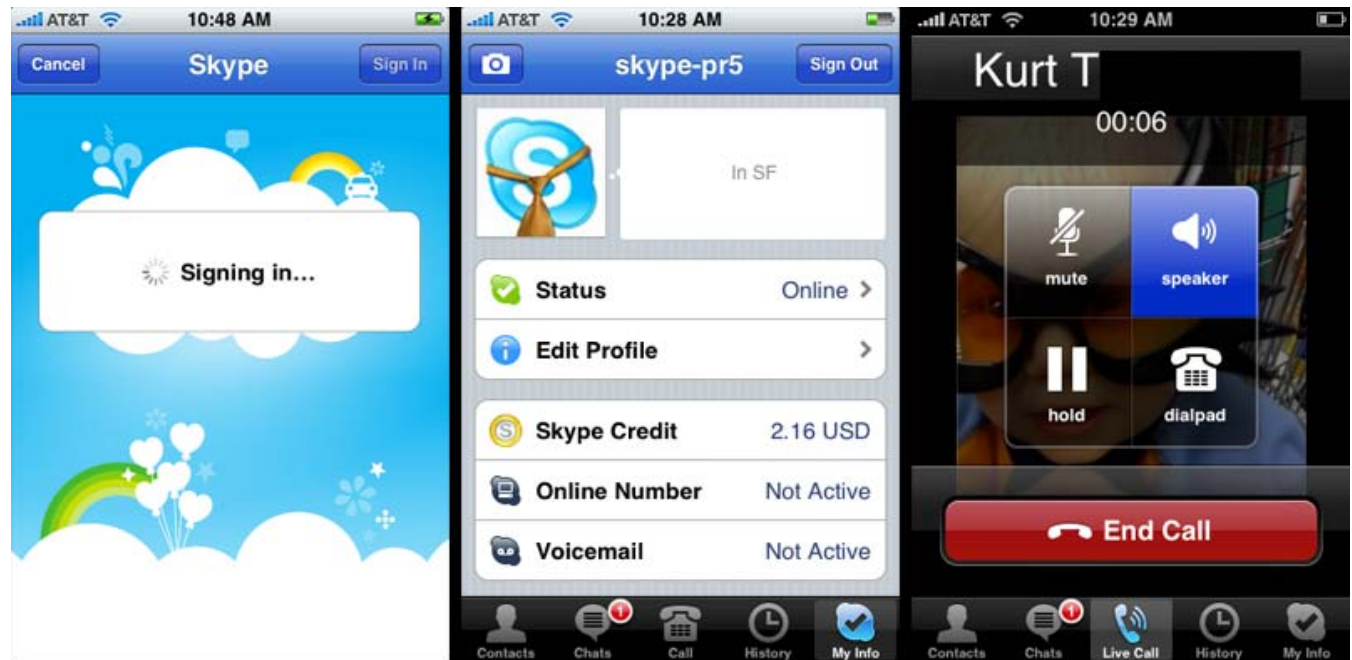 AT&T 10:48 AM
Cancel Skype Sign In
Signing in...
AT&T 10:28 AM
skype-pr5 Sign Out
In SF
Status Online
Edit Profile
Skype Credit 2.16 USD
Online Number Not Active
Voicemail Not Active
1
Contacts Chats Call History My Info
AT&T 10:29 AM
Kurt T
00:06
mute speaker
hold dialpad
End Call
1
Contacts Chats Live Call History My Info